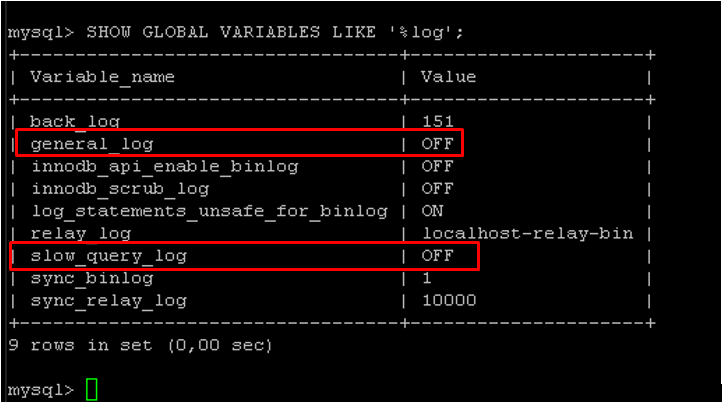 mysql> SHOW GLOBAL VARIABLES LIKE '%log';
+----------------------------------+---------------------+
| Variable_name                    | Value               |
+----------------------------------+---------------------+
| back_log                         | 151                 |
| general_log                      | OFF                 |
| innodb_api_enable_binlog         | OFF                 |
| innodb_scrub_log                 | OFF                 |
| log_statements_unsafe_for_binlog | ON                  |
| relay_log                        | localhost-relay-bin |
| slow_query_log                   | OFF                 |
| sync_binlog                      | 1                   |
| sync_relay_log                   | 10000               |
+----------------------------------+---------------------+
9 rows in set (0,00 sec)
mysql>